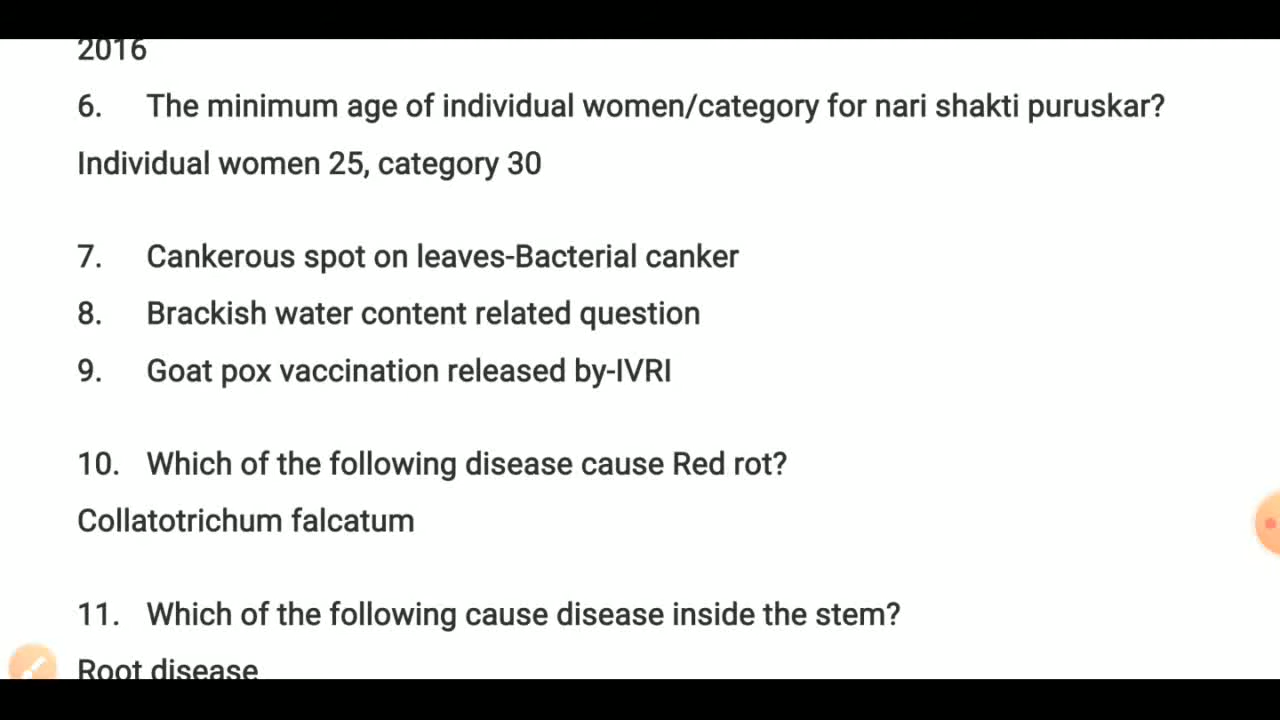 2016
6. The minimum age of individual women/category for nari shakti puruskar?
Individual women 25, category 30
7. Cankerous spot on leaves-Bacterial canker
8. Brackish water content related question
9. Goat pox vaccination released by-IVRI
10. Which of the following disease cause Red rot?
Collatotrichum falcatum
11. Which of the following cause disease inside the stem?
Root disease